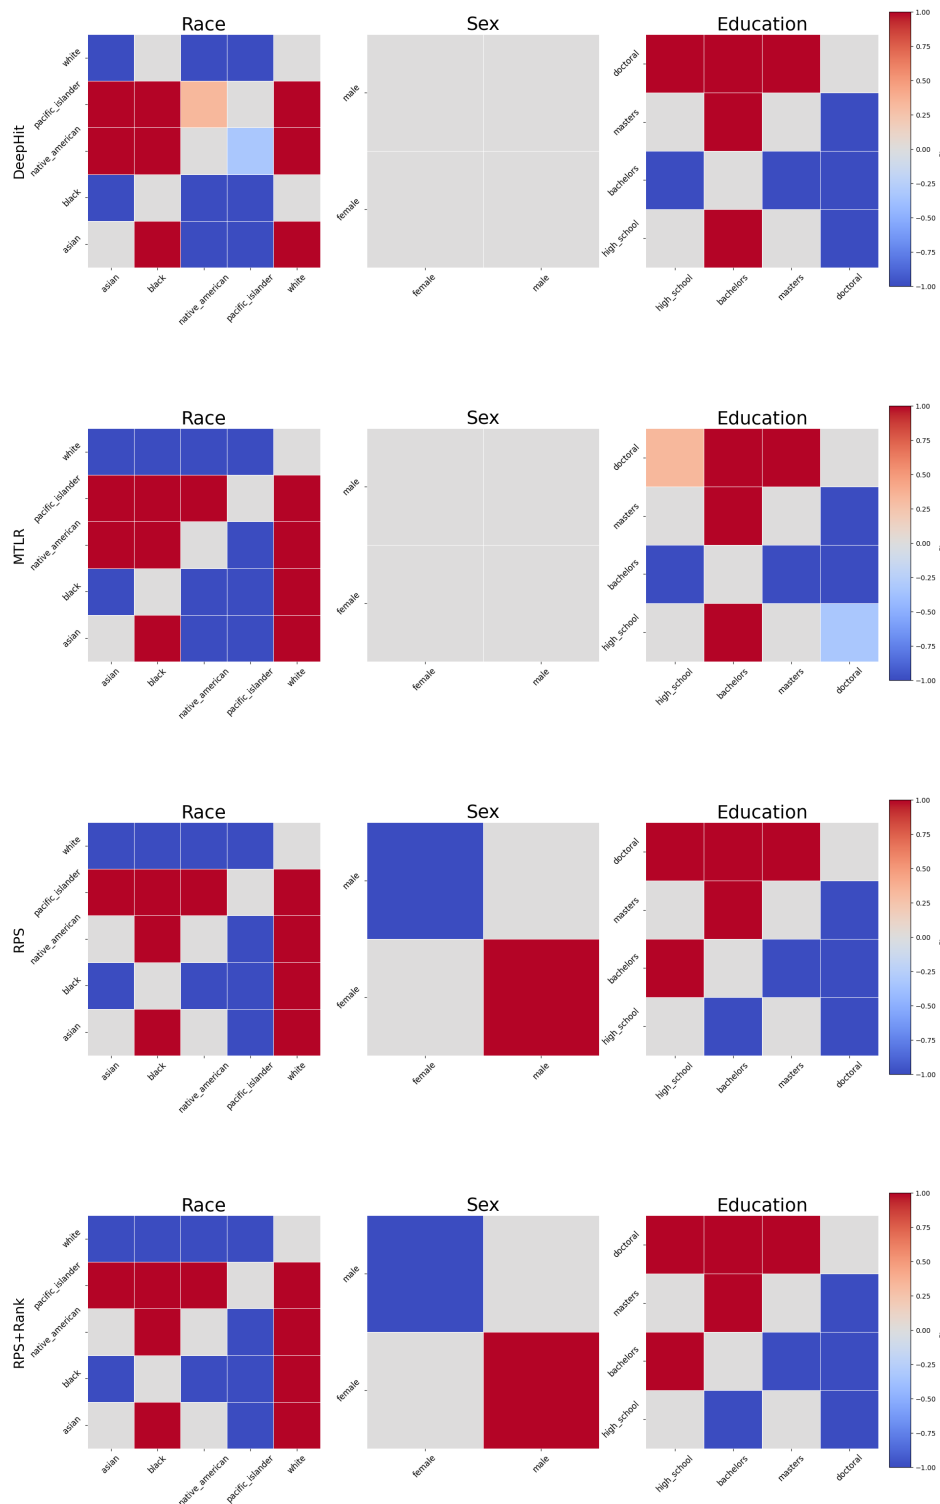 Race
Sex
Education
DeepHit
white
pacific_islander
native_american
black
asian
asian
black
native_american
pacific_islander
white
male
female
female
male
doctoral
masters
bachelors
high_school
high_school
bachelors
masters
doctoral
1.00
0.75
0.50
0.25
0.00
−0.25
−0.50
−0.75
−1.00
Race
Sex
Education
MTLR
white
pacific_islander
native_american
black
asian
asian
black
native_american
pacific_islander
white
male
female
female
male
doctoral
masters
bachelors
high_school
high_school
bachelors
masters
doctoral
1.00
0.75
0.50
0.25
0.00
−0.25
−0.50
−0.75
−1.00
Race
Sex
Education
RPS
white
pacific_islander
native_american
black
asian
asian
black
native_american
pacific_islander
white
male
female
female
male
doctoral
masters
bachelors
high_school
high_school
bachelors
masters
doctoral
1.00
0.75
0.50
0.25
0.00
−0.25
−0.50
−0.75
−1.00
Race
Sex
Education
RPS+Rank
white
pacific_islander
native_american
black
asian
asian
black
native_american
pacific_islander
white
male
female
female
male
doctoral
masters
bachelors
high_school
high_school
bachelors
masters
doctoral
1.00
0.75
0.50
0.25
0.00
−0.25
−0.50
−0.75
−1.00